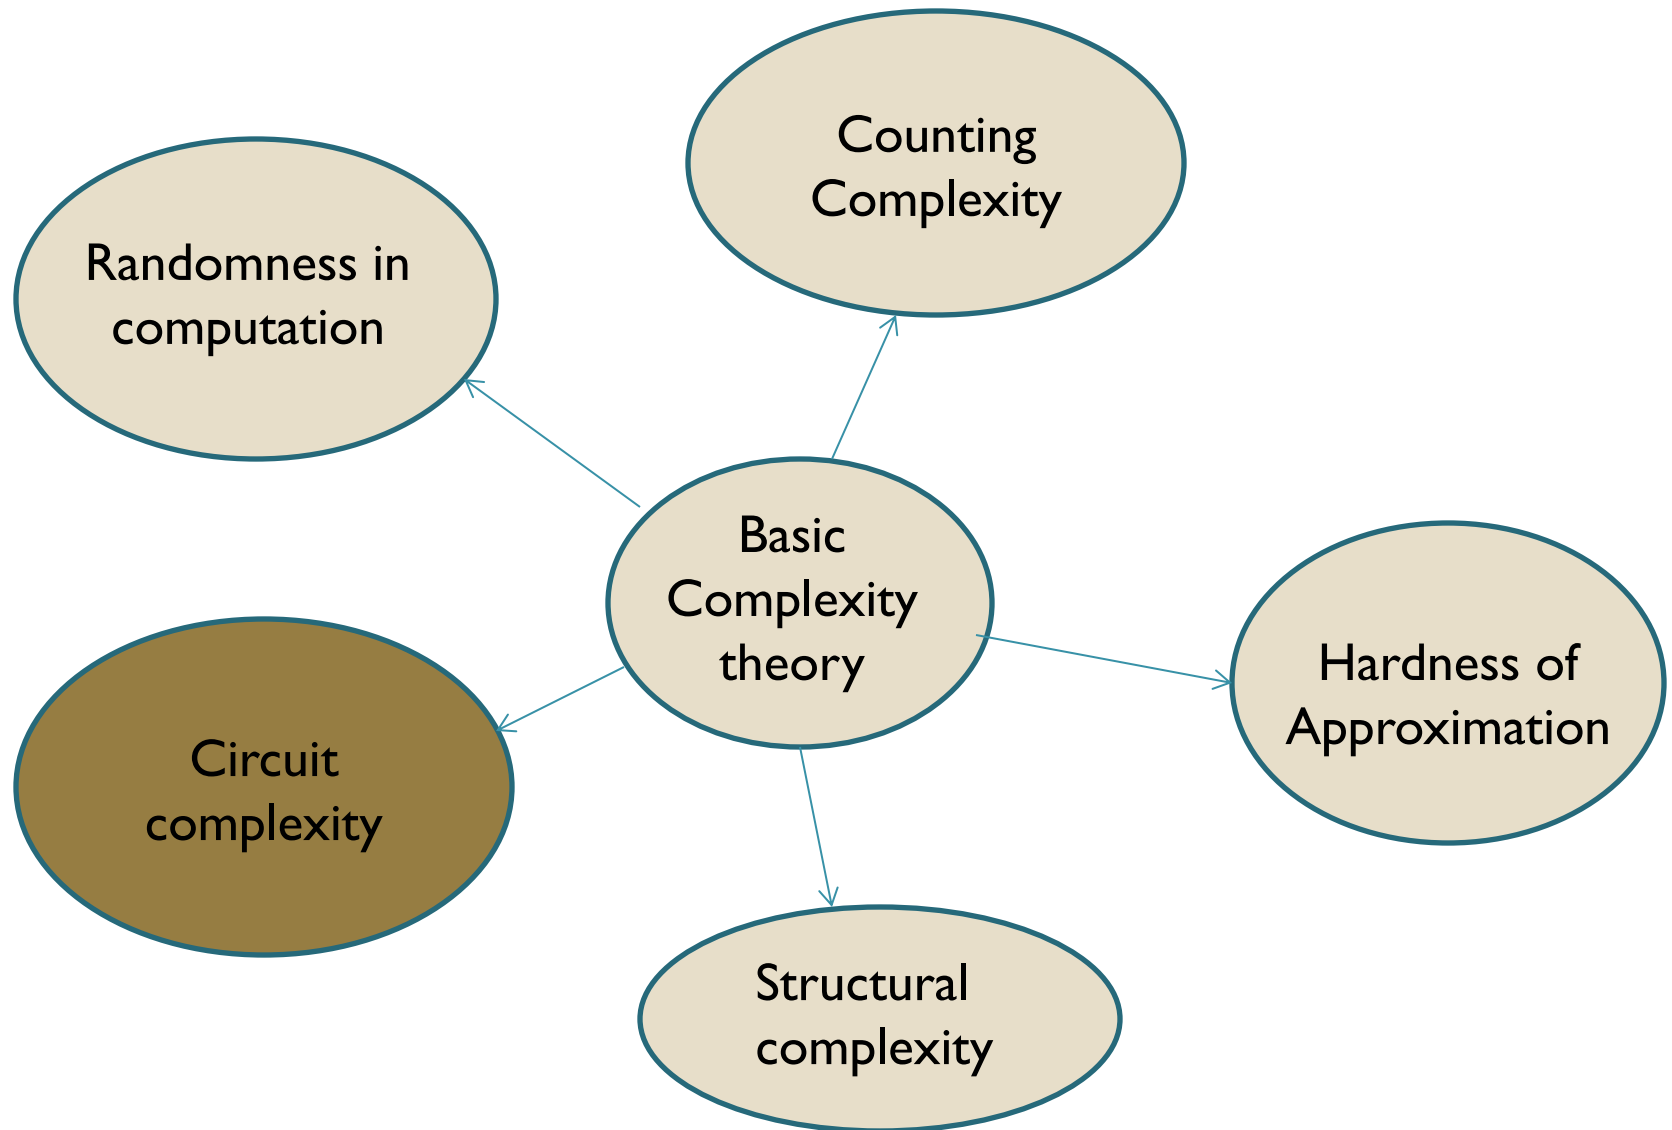 Counting
Complexity
Randomness in
computation
Basic
Complexity
theory
Hardness of
Approximation
Circuit
complexity
Structural
complexity